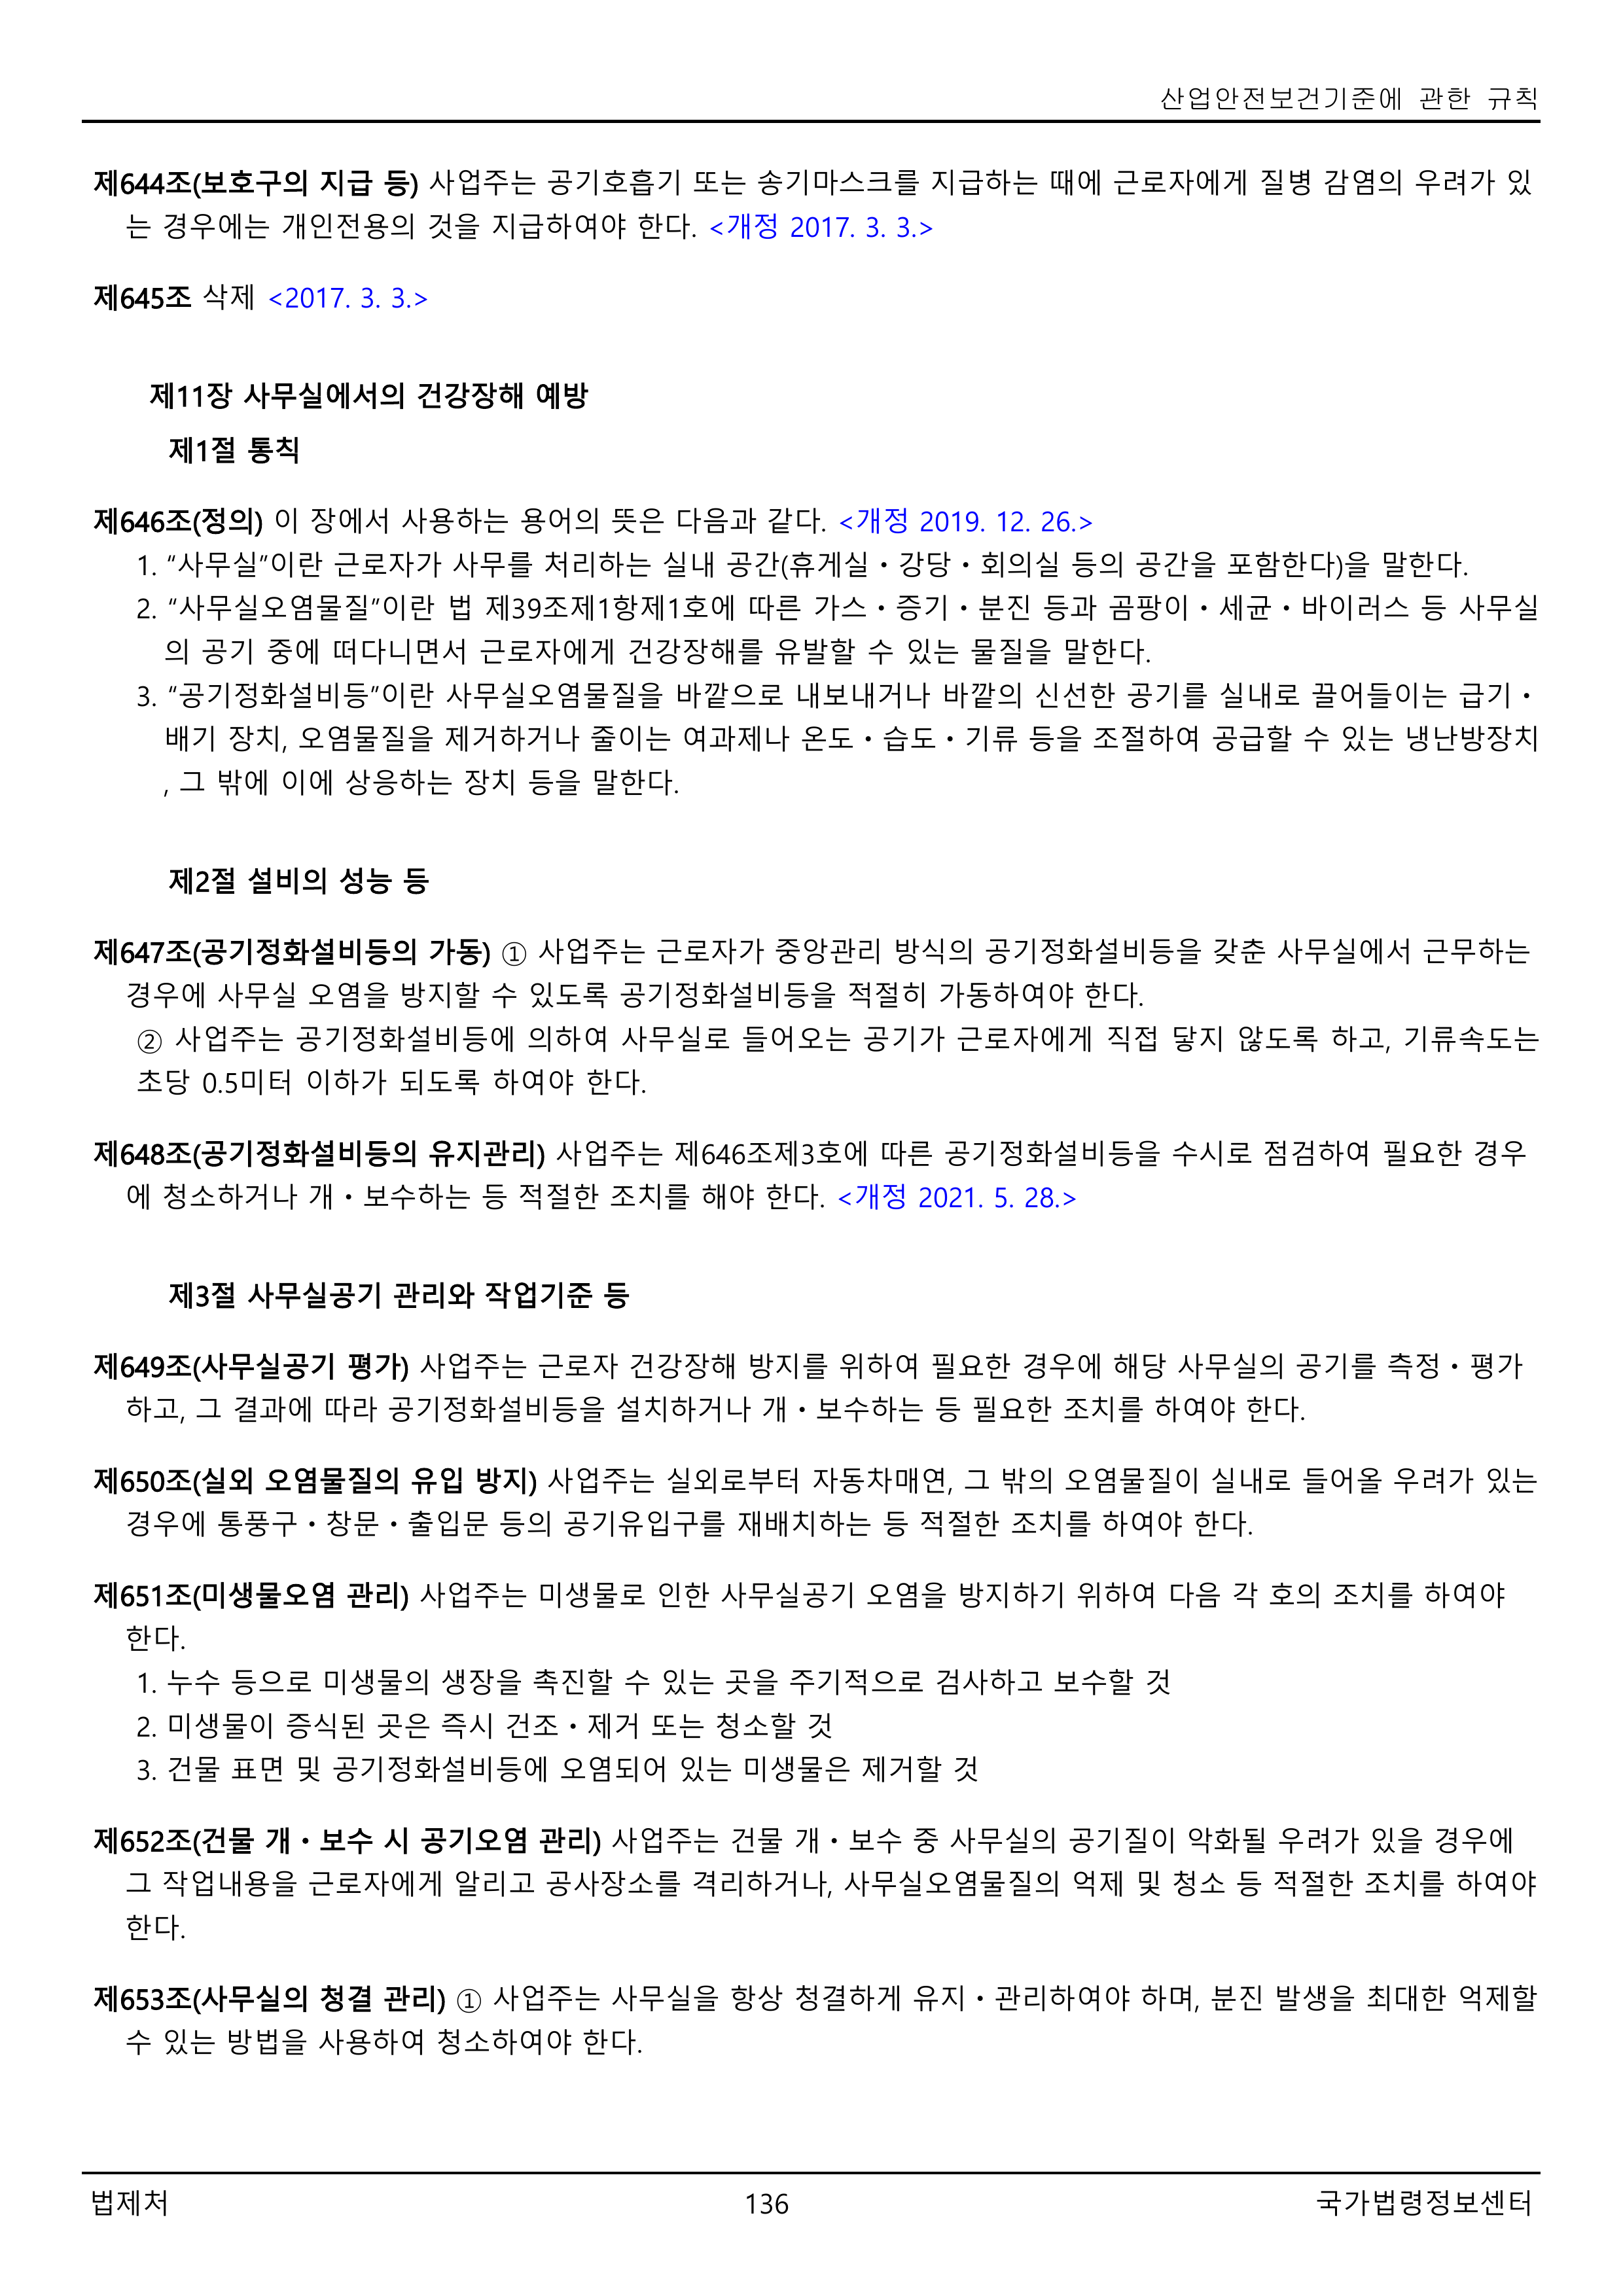 산업안전보건기준에 관한 규칙
제644조(보호구의 지급 등) 사업주는 공기호흡기 또는 송기마스크를 지급하는 때에 근로자에게 질병 감염의 우려가 있
는 경우에는 개인전용의 것을 지급하여야 한다. <개정 2017. 3. 3.>
제645조 삭제 <2017. 3. 3.>
제11장 사무실에서의 건강장해 예방
제1절 통칙
제646조(정의) 이 장에서 사용하는 용어의 뜻은 다음과 같다. <개정 2019. 12. 26.>
1. “사무실”이란 근로자가 사무를 처리하는 실내 공간(휴게실ㆍ강당ㆍ회의실 등의 공간을 포함한다)을 말한다.
2. “사무실오염물질”이란 법 제39조제1항제1호에 따른 가스ㆍ증기ㆍ분진 등과 곰팡이ㆍ세균ㆍ바이러스 등 사무실
의 공기 중에 떠다니면서 근로자에게 건강장해를 유발할 수 있는 물질을 말한다.
3. “공기정화설비등”이란 사무실오염물질을 바깥으로 내보내거나 바깥의 신선한 공기를 실내로 끌어들이는 급기ㆍ
배기 장치, 오염물질을 제거하거나 줄이는 여과제나 온도ㆍ습도ㆍ기류 등을 조절하여 공급할 수 있는 냉난방장치
, 그 밖에 이에 상응하는 장치 등을 말한다.
제2절 설비의 성능 등
제647조(공기정화설비등의 가동) ① 사업주는 근로자가 중앙관리 방식의 공기정화설비등을 갖춘 사무실에서 근무하는
경우에 사무실 오염을 방지할 수 있도록 공기정화설비등을 적절히 가동하여야 한다.
② 사업주는 공기정화설비등에 의하여 사무실로 들어오는 공기가 근로자에게 직접 닿지 않도록 하고, 기류속도는
초당 0.5미터 이하가 되도록 하여야 한다.
제648조(공기정화설비등의 유지관리) 사업주는 제646조제3호에 따른 공기정화설비등을 수시로 점검하여 필요한 경우
에 청소하거나 개ㆍ보수하는 등 적절한 조치를 해야 한다. <개정 2021. 5. 28.>
제3절 사무실공기 관리와 작업기준 등
제649조(사무실공기 평가) 사업주는 근로자 건강장해 방지를 위하여 필요한 경우에 해당 사무실의 공기를 측정ㆍ평가
하고, 그 결과에 따라 공기정화설비등을 설치하거나 개ㆍ보수하는 등 필요한 조치를 하여야 한다.
제650조(실외 오염물질의 유입 방지) 사업주는 실외로부터 자동차매연, 그 밖의 오염물질이 실내로 들어올 우려가 있는
경우에 통풍구ㆍ창문ㆍ출입문 등의 공기유입구를 재배치하는 등 적절한 조치를 하여야 한다.
제651조(미생물오염 관리) 사업주는 미생물로 인한 사무실공기 오염을 방지하기 위하여 다음 각 호의 조치를 하여야
한다.
1. 누수 등으로 미생물의 생장을 촉진할 수 있는 곳을 주기적으로 검사하고 보수할 것
2. 미생물이 증식된 곳은 즉시 건조ㆍ제거 또는 청소할 것
3. 건물 표면 및 공기정화설비등에 오염되어 있는 미생물은 제거할 것
제652조(건물 개ㆍ보수 시 공기오염 관리) 사업주는 건물 개ㆍ보수 중 사무실의 공기질이 악화될 우려가 있을 경우에
그 작업내용을 근로자에게 알리고 공사장소를 격리하거나, 사무실오염물질의 억제 및 청소 등 적절한 조치를 하여야
한다.
제653조(사무실의 청결 관리) ① 사업주는 사무실을 항상 청결하게 유지ㆍ관리하여야 하며, 분진 발생을 최대한 억제할
수 있는 방법을 사용하여 청소하여야 한다.
법제처 136 국가법령정보센터